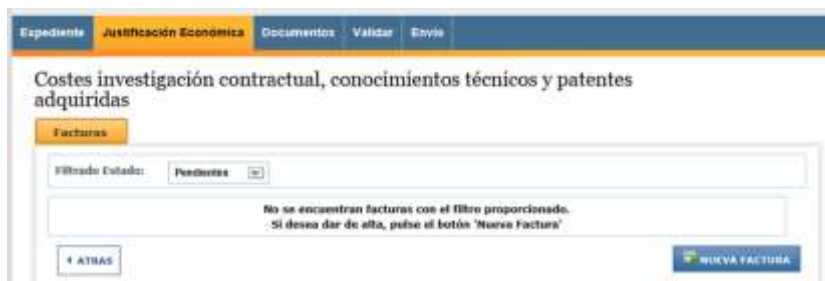 Expediente Justificación Económica Documentos Validar Envio
Costes investigación contractual, conocimientos técnicos y patentes
adquiridas
Facturas
Filtrado Estado: Pendientes
No se encuentran facturas con el filtro proporcionado.
Si desea dar de alta, pulse el botón 'Nueva Factura'
ATRAS NUEVA FACTURA